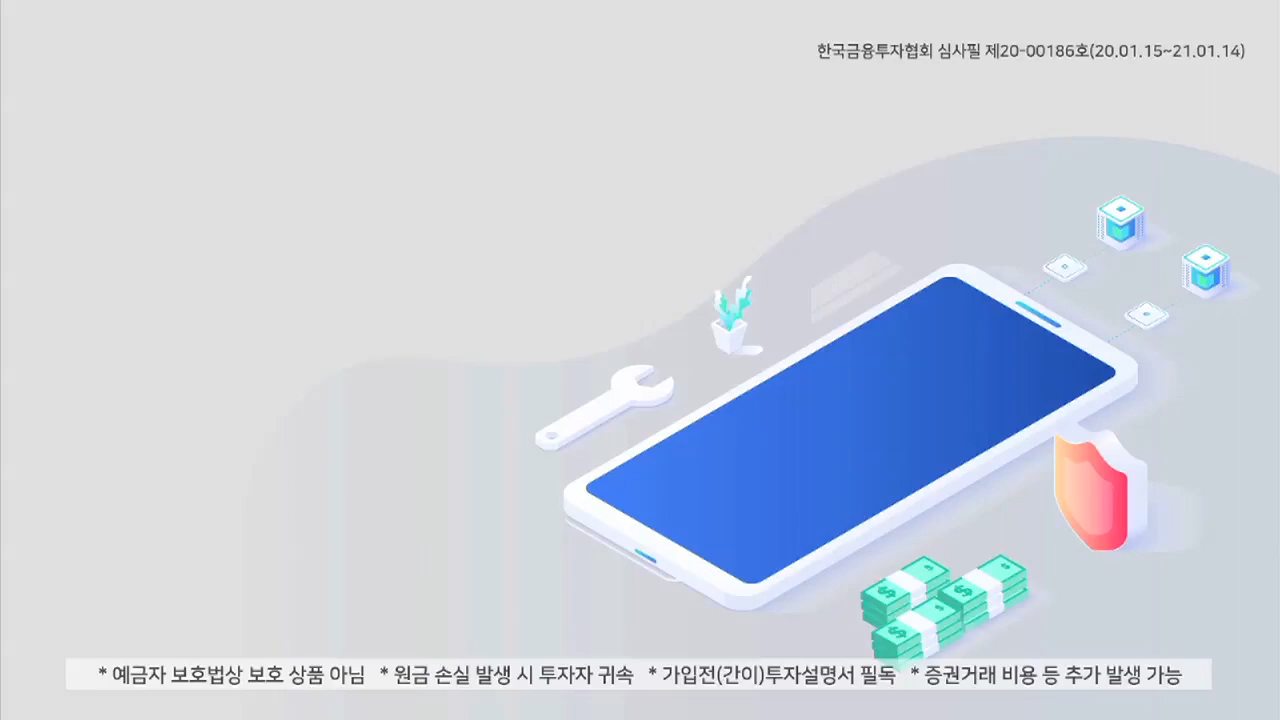 한국금융투자협회 심사필 제20-00186호(20.01.15~21.01.14)
* 예금자 보호법상 보호 상품 아님 * 원금 손실 발생 시 투자자 귀속 * 가입전(간이)투자설명서 필독 * 증권거래 비용 등 추가 발생 가능